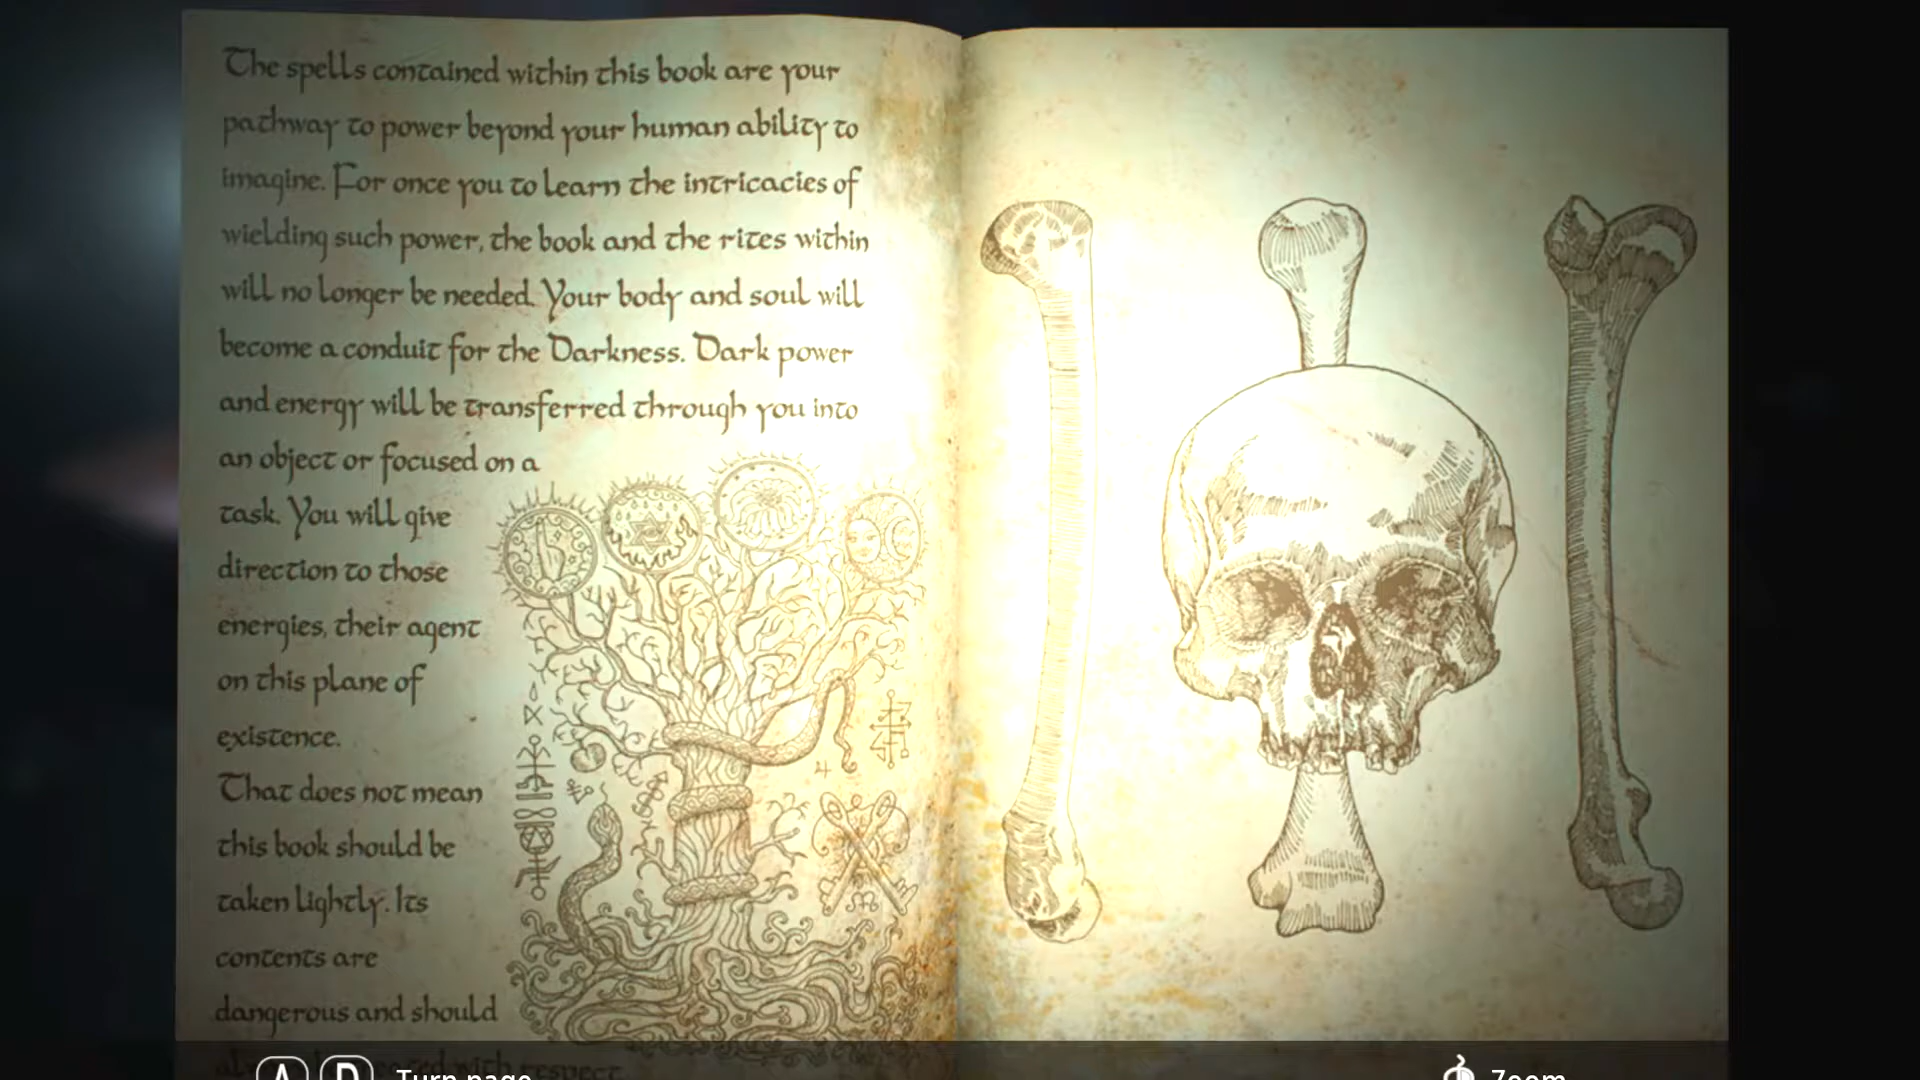 The spells contained within this book are your
pathway to power beyond your human ability to
imagine. For once you to learn the intricacies of
wielding such power, the book and the rites within
will no longer be needed. Your body and soul will
become a conduit for the Darkness. Dark power
and energy will be transferred through you into
an object or focused on a
task. You will give
direction to those
energies, their agent
on this plane of
existence.
That does not mean
this book should be
taken lightly. Its
contents are
dangerous and should
with respect.
A D Turn page
Zoom